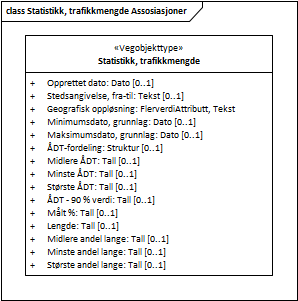 class Statistikk, trafikkmengde Assosiasjoner
«Vegobjekttype»
Statistikk, trafikkmengde
+ Opprettet dato: Dato [0..1]
+ Stedsangivelse, fra-til: Tekst [0..1]
+ Geografisk oppløsning: FlerverdiAttributt, Tekst
+ Minimumsdato, grunnlag: Dato [0..1]
+ Maksimumsdato, grunnlag: Dato [0..1]
+ ÅDT-fordeling: Struktur [0..1]
+ Midlere ÅDT: Tall [0..1]
+ Minste ÅDT: Tall [0..1]
+ Største ÅDT: Tall [0..1]
+ ÅDT - 90 % verdi: Tall [0..1]
+ Målt %: Tall [0..1]
+ Lengde: Tall [0..1]
+ Midlere andel lange: Tall [0..1]
+ Minste andel lange: Tall [0..1]
+ Største andel lange: Tall [0..1]